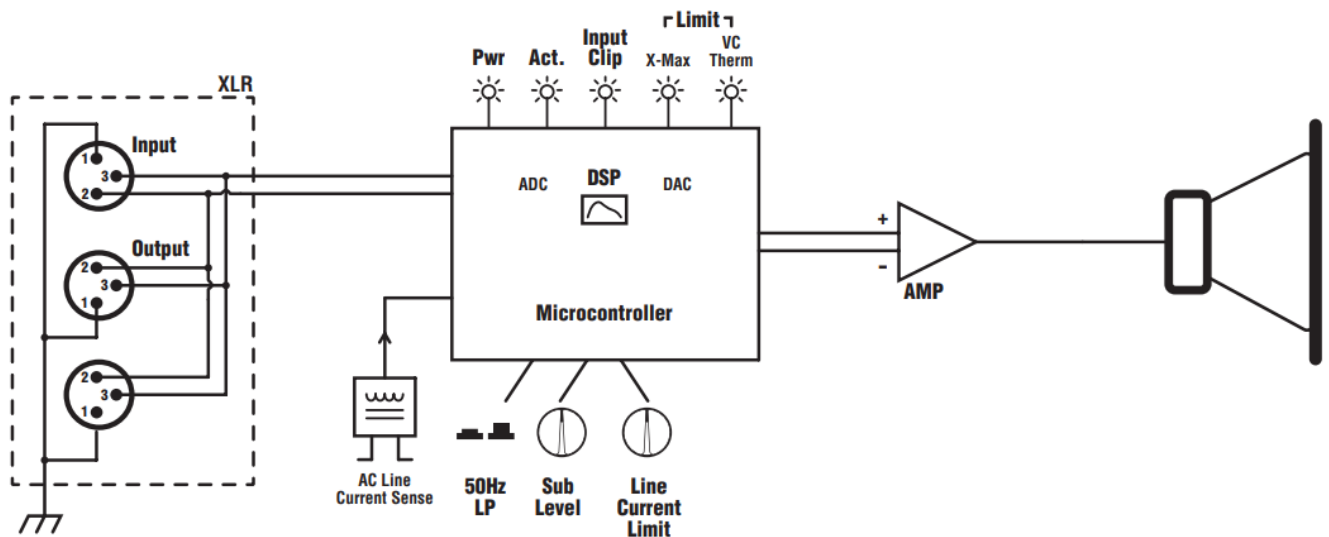 Limit
Pwr
Act.
Input
Clip
X-Max
VC
Therm
XLR
Input
1
3
2
Output
2
3
1
2
3
1
ADC
DSP
DAC
Microcontroller
+
-
AMP
AC Line
Current Sense
50Hz
LP
Sub
Level
Line
Current
Limit